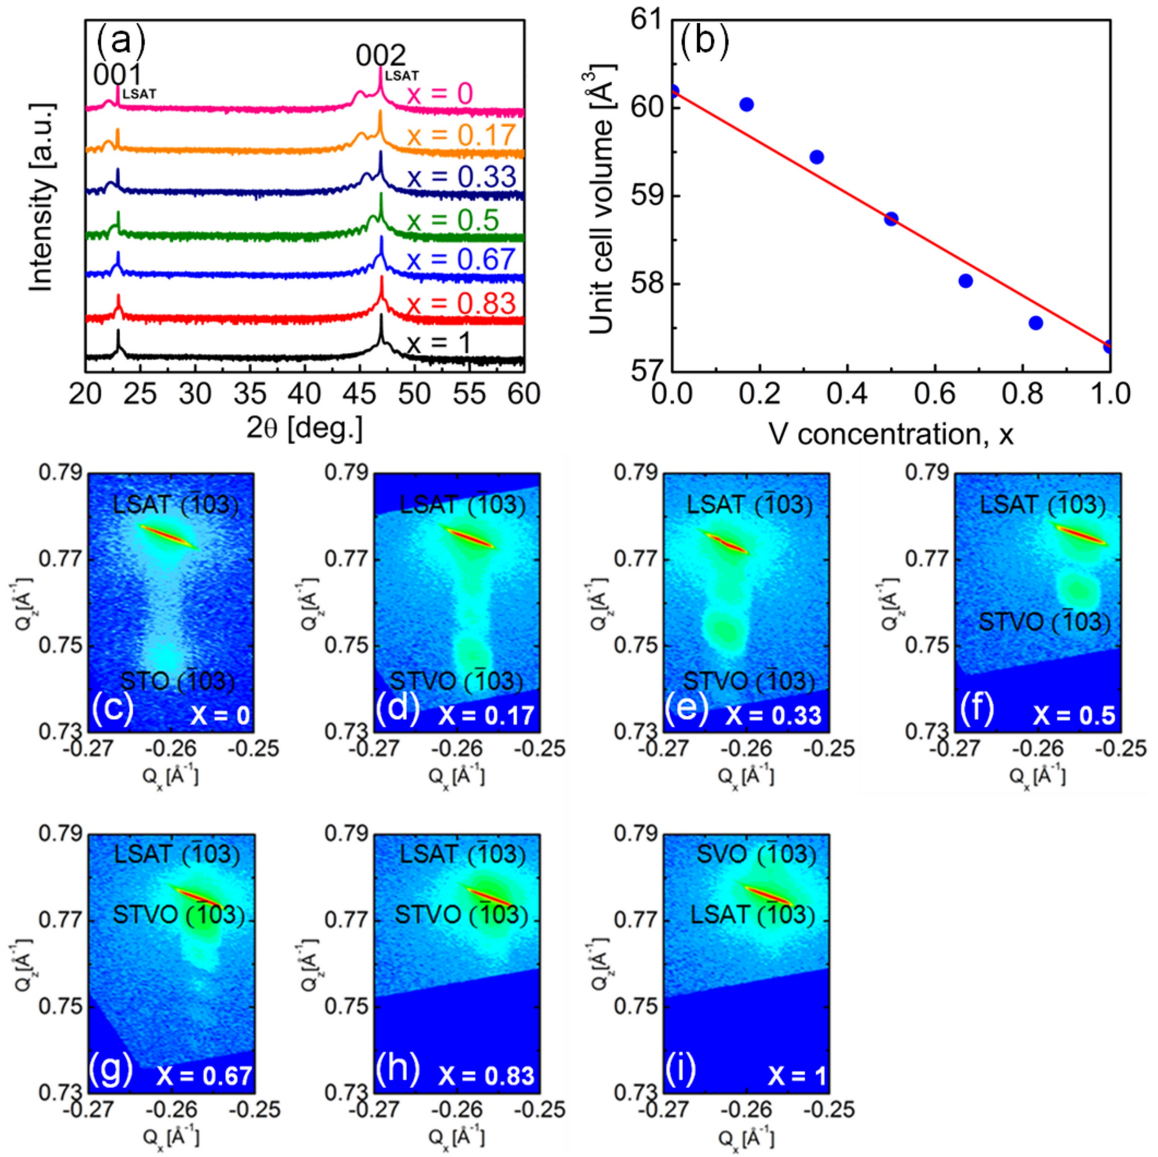 (a)
001
LSAT
002
LSAT
x = 0
x = 0.17
x = 0.33
x = 0.5
x = 0.67
x = 0.83
x = 1
Intensity [a.u.]
20 25 30 35 40 45 50 55 60
2θ [deg.]
(b)
61
60
59
58
57
Unit cell volume [Å³]
0.0 0.2 0.4 0.6 0.8 1.0
V concentration, x
0.79
0.77
0.75
0.73
Qz[Å⁻¹]
LSAT (1̄03)
STO (1̄03)
(c) X = 0
-0.27 -0.26 -0.25
Qx[Å⁻¹]
0.79
0.77
0.75
0.73
Qz[Å⁻¹]
LSAT (1̄03)
STVO (1̄03)
(d) X = 0.17
-0.27 -0.26 -0.25
Qx[Å⁻¹]
0.79
0.77
0.75
0.73
Qz[Å⁻¹]
LSAT (1̄03)
STVO (1̄03)
(e) X = 0.33
-0.27 -0.26 -0.25
Qx[Å⁻¹]
0.79
0.77
0.75
0.73
Qz[Å⁻¹]
LSAT (1̄03)
STVO (1̄03)
(f) X = 0.5
-0.27 -0.26 -0.25
Qx[Å⁻¹]
0.79
0.77
0.75
0.73
Qz[Å⁻¹]
LSAT (1̄03)
STVO (1̄03)
(g) X = 0.67
-0.27 -0.26 -0.25
Qx[Å⁻¹]
0.79
0.77
0.75
0.73
Qz[Å⁻¹]
LSAT (1̄03)
STVO (1̄03)
(h) X = 0.83
-0.27 -0.26 -0.25
Qx[Å⁻¹]
0.79
0.77
0.75
0.73
Qz[Å⁻¹]
SVO (1̄03)
LSAT (1̄03)
(i) X = 1
-0.27 -0.26 -0.25
Qx[Å⁻¹]